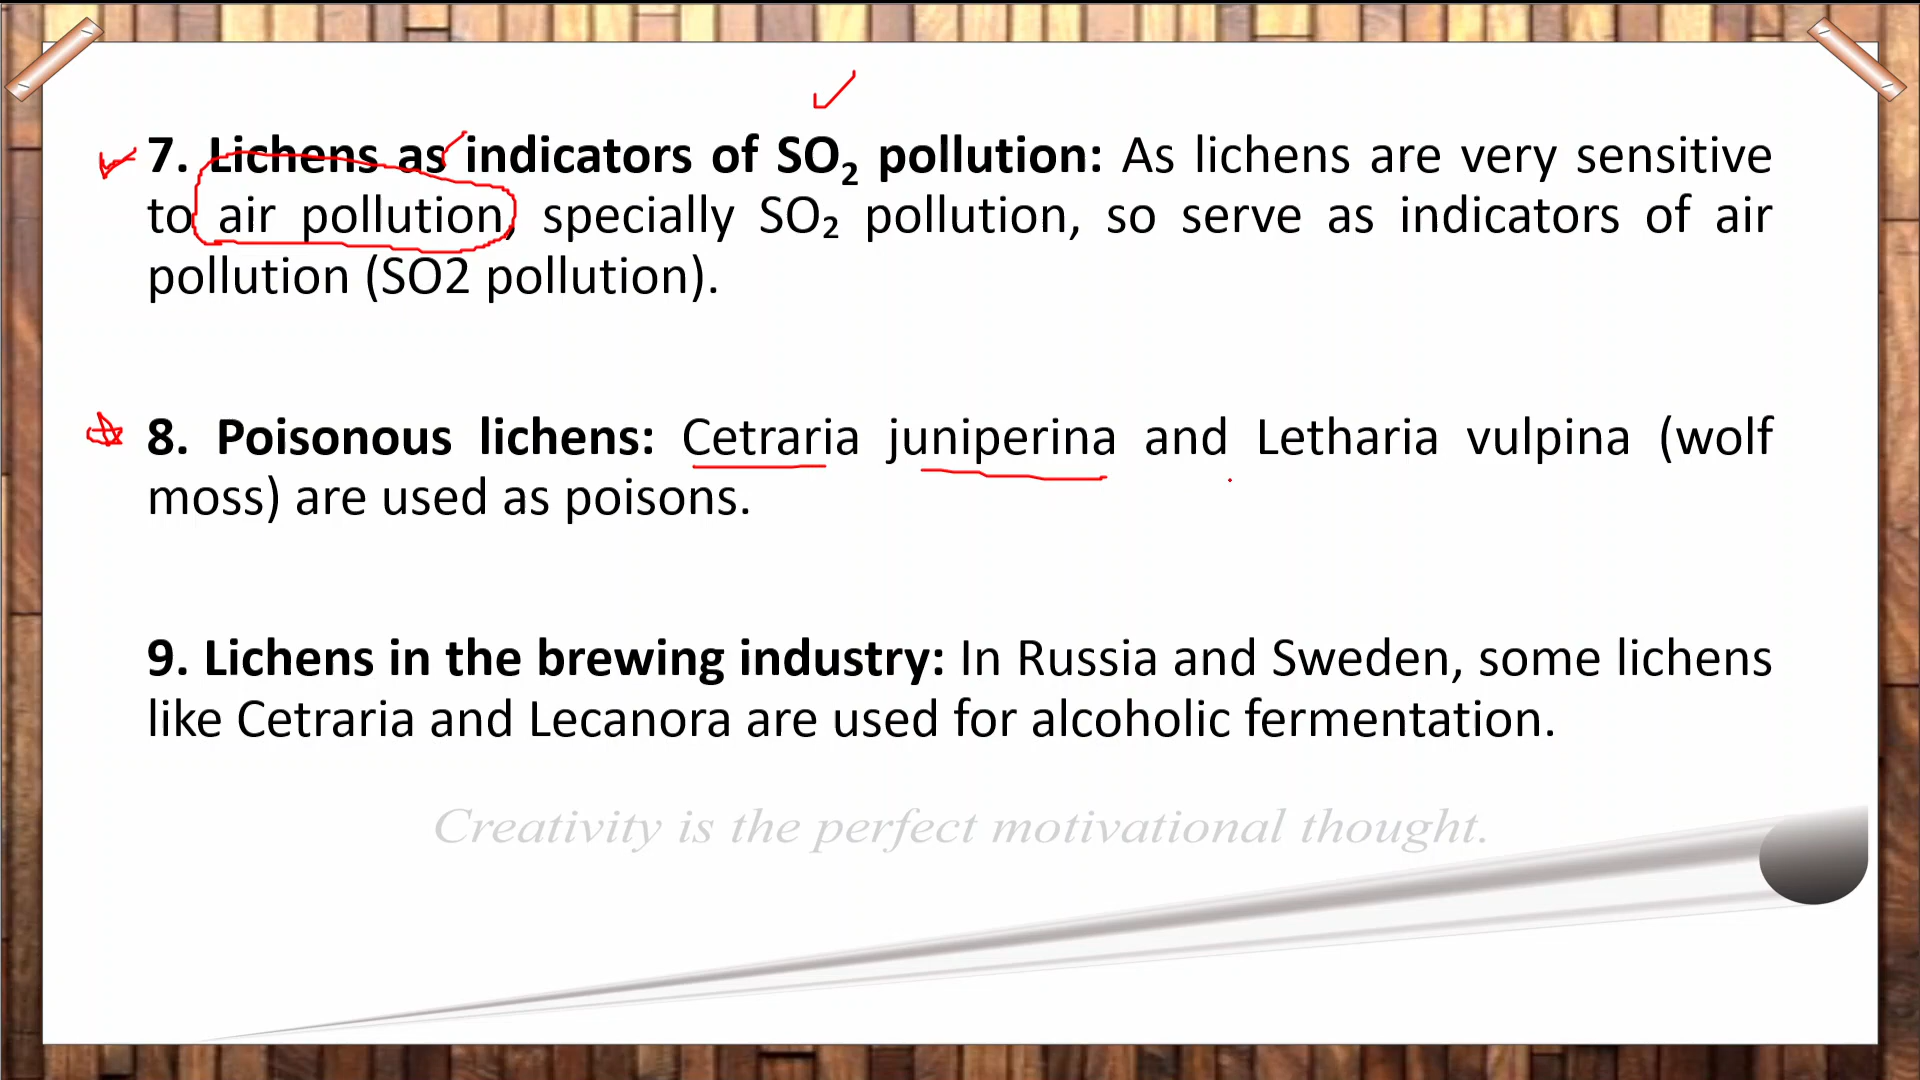 7. Lichens as indicators of SO₂ pollution: As lichens are very sensitive
to air pollution, specially SO₂ pollution, so serve as indicators of air
pollution (SO2 pollution).
8. Poisonous lichens: Cetraria juniperina and Letharia vulpina (wolf
moss) are used as poisons.
9. Lichens in the brewing industry: In Russia and Sweden, some lichens
like Cetraria and Lecanora are used for alcoholic fermentation.
Creativity is the perfect motivational thought.